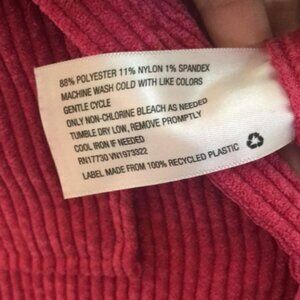 88% POLYESTER 11% NYLON 1% SPANDEX
MACHINE WASH COLD WITH LIKE COLORS
GENTLE CYCLE
ONLY NON-CHLORINE BLEACH AS NEEDED
TUMBLE DRY LOW, REMOVE PROMPTLY
COOL IRON IF NEEDED
RN17730 VN1973322
LABEL MADE FROM 100% RECYCLED PLASTIC